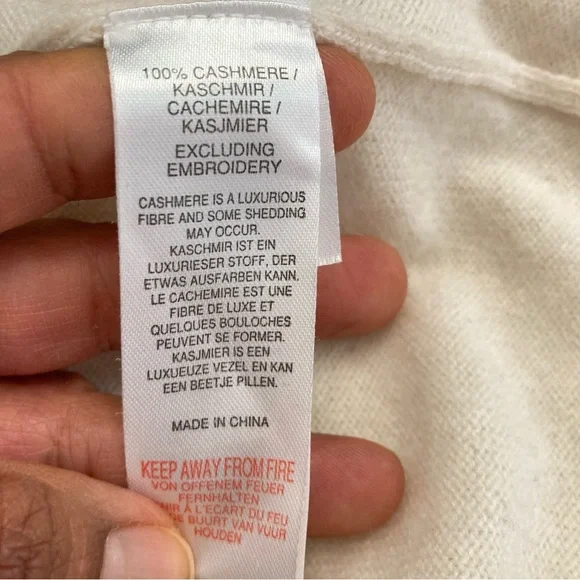 100% CASHMERE /
KASCHMIR /
CACHEMIRE /
KASJMIER
EXCLUDING
EMBROIDERY
CASHMERE IS A LUXURIOUS
FIBRE AND SOME SHEDDING
MAY OCCUR.
KASCHMIR IST EIN
LUXURIESER STOFF, DER
ETWAS AUSFARBEN KANN.
LE CACHEMIRE EST UNE
FIBRE DE LUXE ET
QUELQUES BOULOCHES
PEUVENT SE FORMER.
KASJMIER IS EEN
LUXUEUZE VEZEL EN KAN
EEN BEETJE PILLEN.
MADE IN CHINA
KEEP AWAY FROM FIRE
VON OFFENEM FEUER
FERNHALTEN
À L'ECART DU FEU
BUURT VAN VUUR
HOUDEN